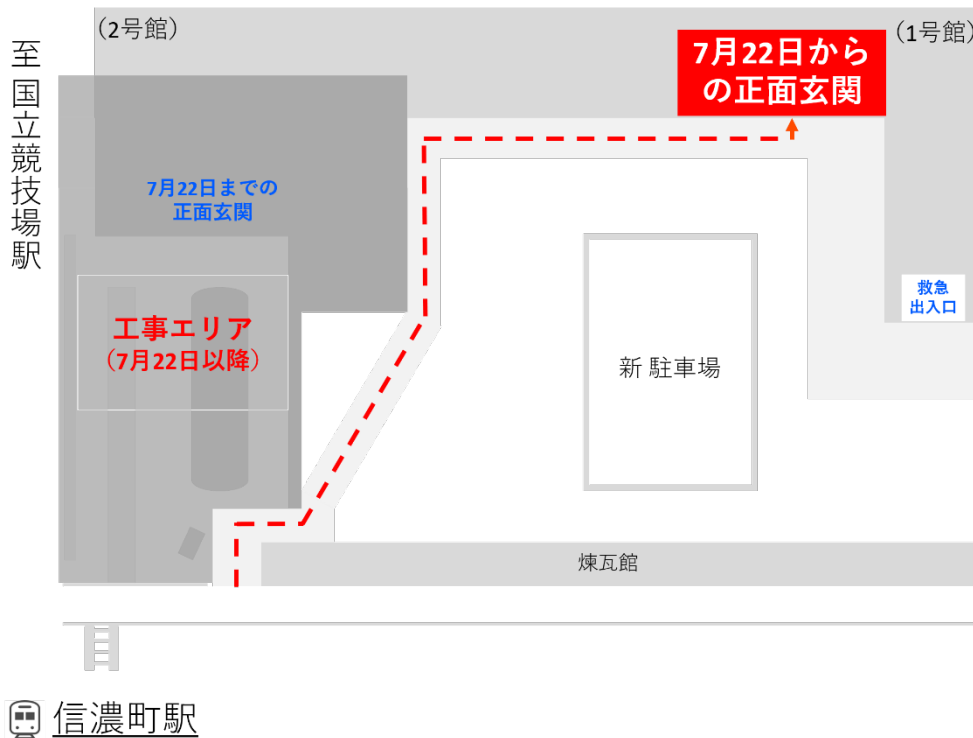 (2号館)
(1号館)
至 国立競技場駅
7月22日から
の正面玄関
7月22日までの
正面玄関
救急
出入口
工事エリア
(7月22日以降)
新 駐車場
煉瓦館
信濃町駅